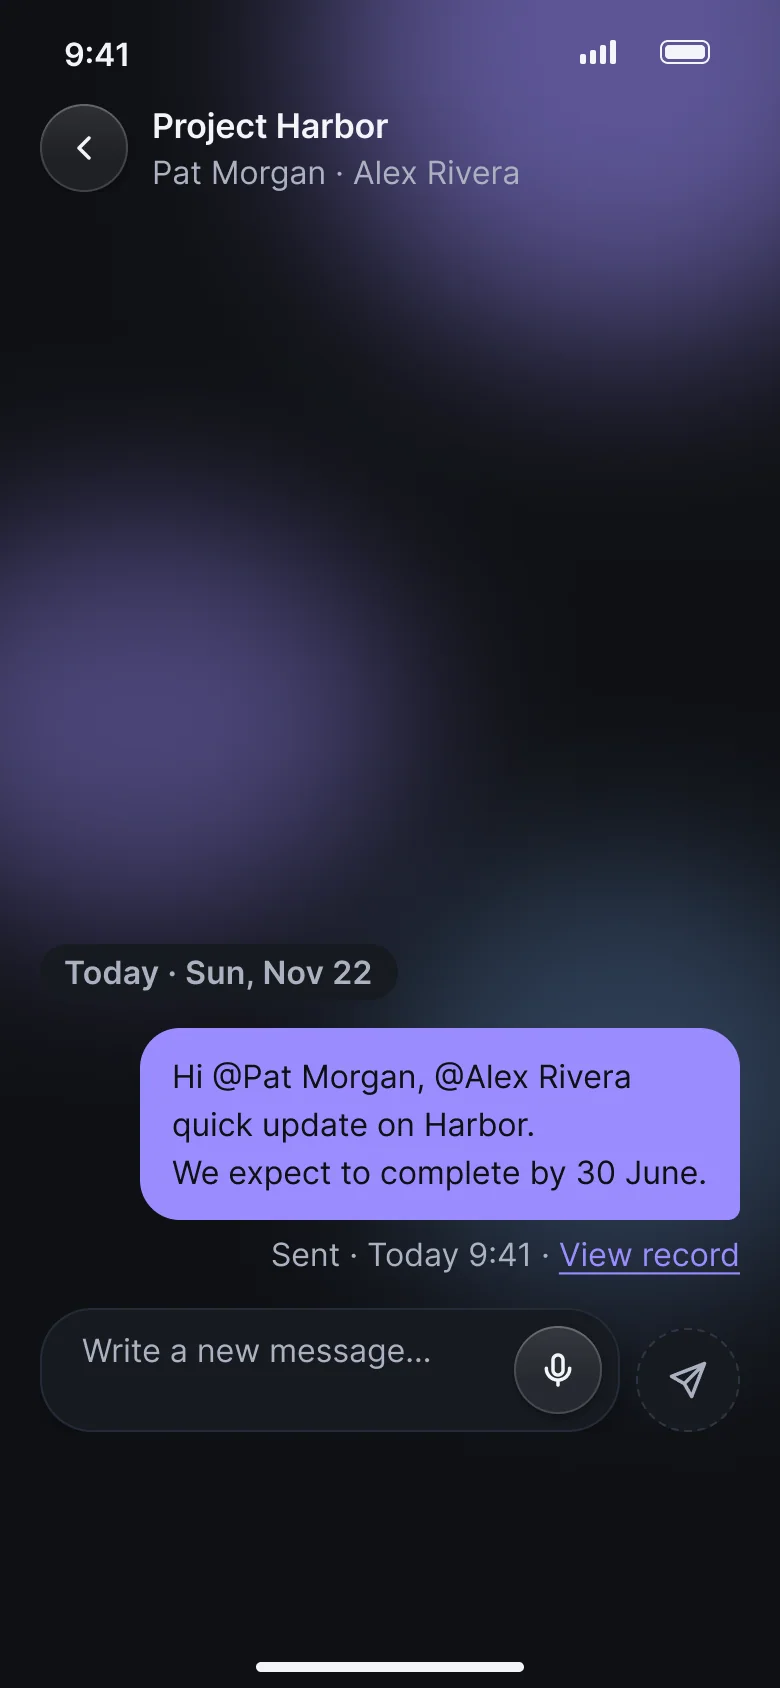 9:41
Project Harbor
Pat Morgan · Alex Rivera
Today · Sun, Nov 22
Hi @Pat Morgan, @Alex Rivera
quick update on Harbor.
We expect to complete by 30 June.
Sent · Today 9:41 · View record
Write a new message...